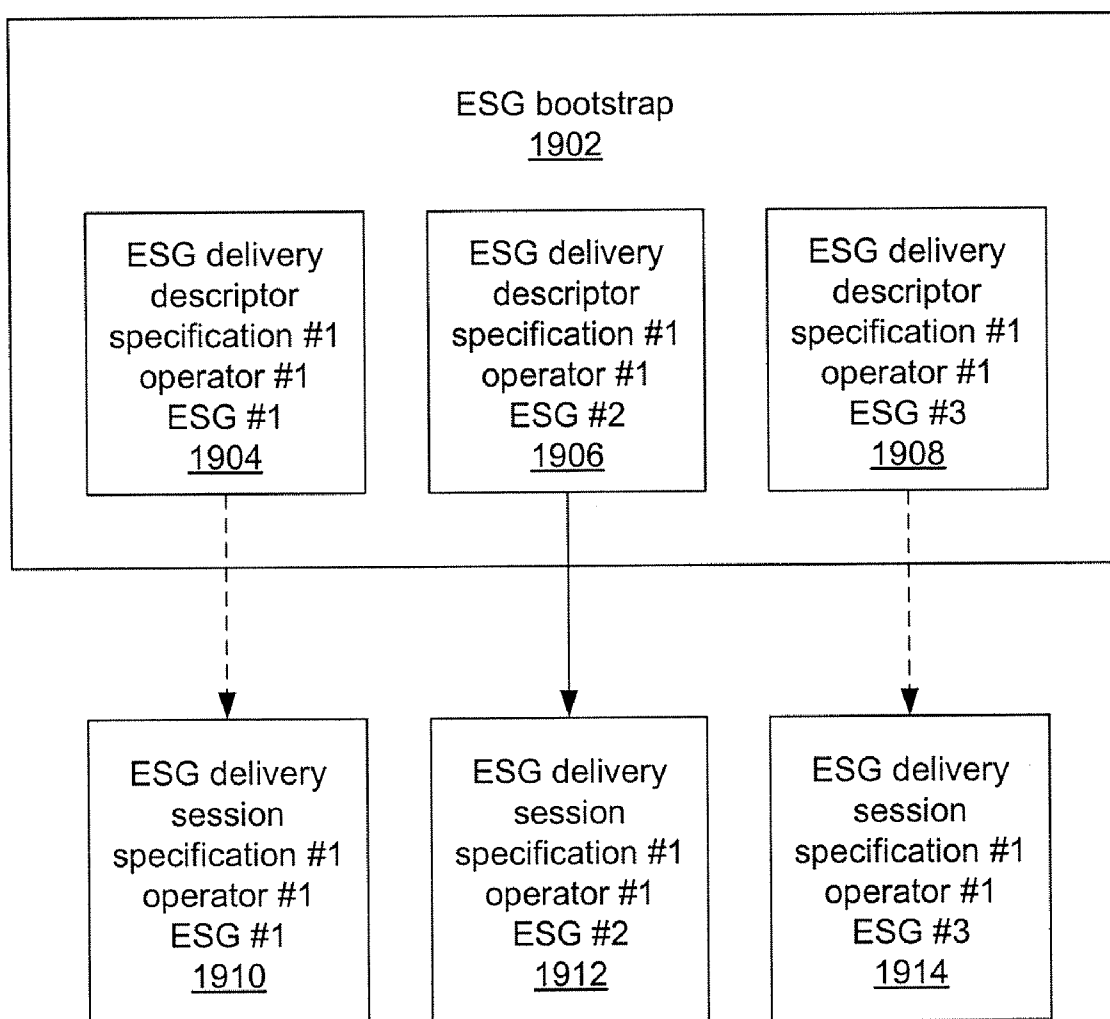 ESG bootstrap
1902
ESG delivery
descriptor
specification #1
operator #1
ESG #1
1904
ESG delivery
descriptor
specification #1
operator #1
ESG #2
1906
ESG delivery
descriptor
specification #1
operator #1
ESG #3
1908
ESG delivery
session
specification #1
operator #1
ESG #1
1910
ESG delivery
session
specification #1
operator #1
ESG #2
1912
ESG delivery
session
specification #1
operator #1
ESG #3
1914